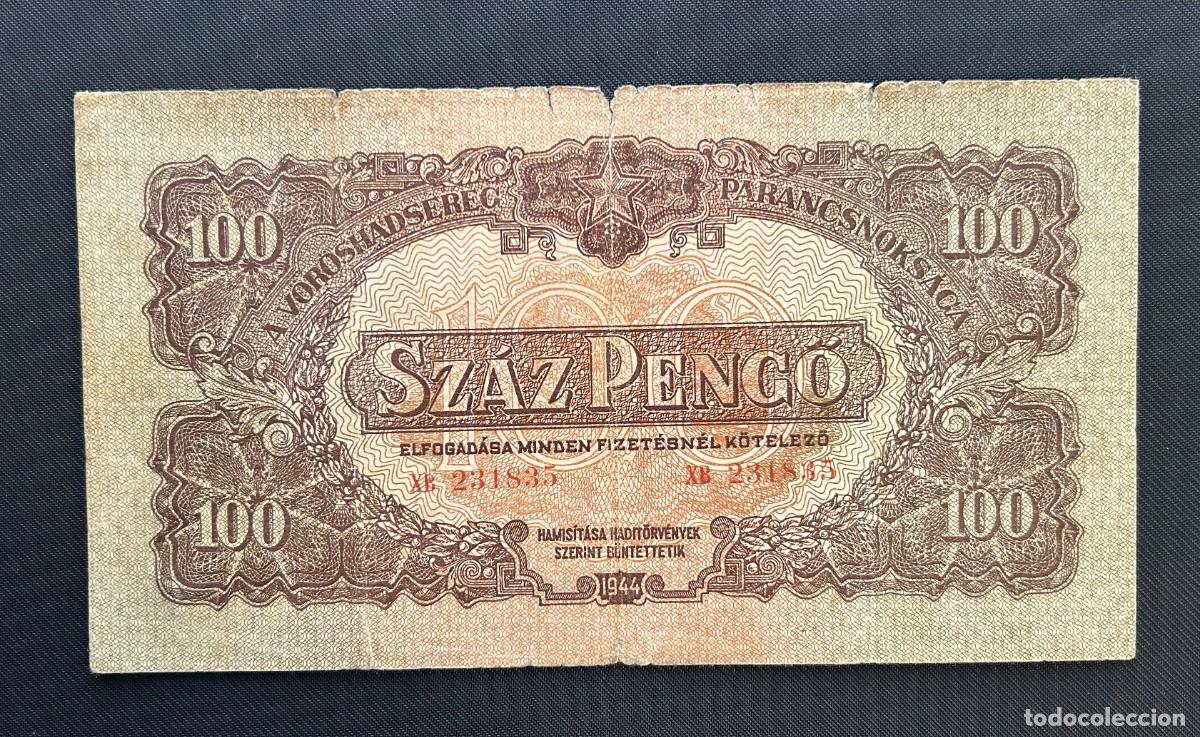 A VÖRÖSHADSEREG PARANCSNOKSÁGA
100 100
100
SZÁZ PENGŐ
ELFOGADÁSA MINDEN FIZETÉSNÉL KÖTELEZŐ
XB 231835 XB 231835
100 100
HAMISÍTÁSA HADITÖRVÉNYEK
SZERINT BÜNTETTETIK
1944
todocoleccion